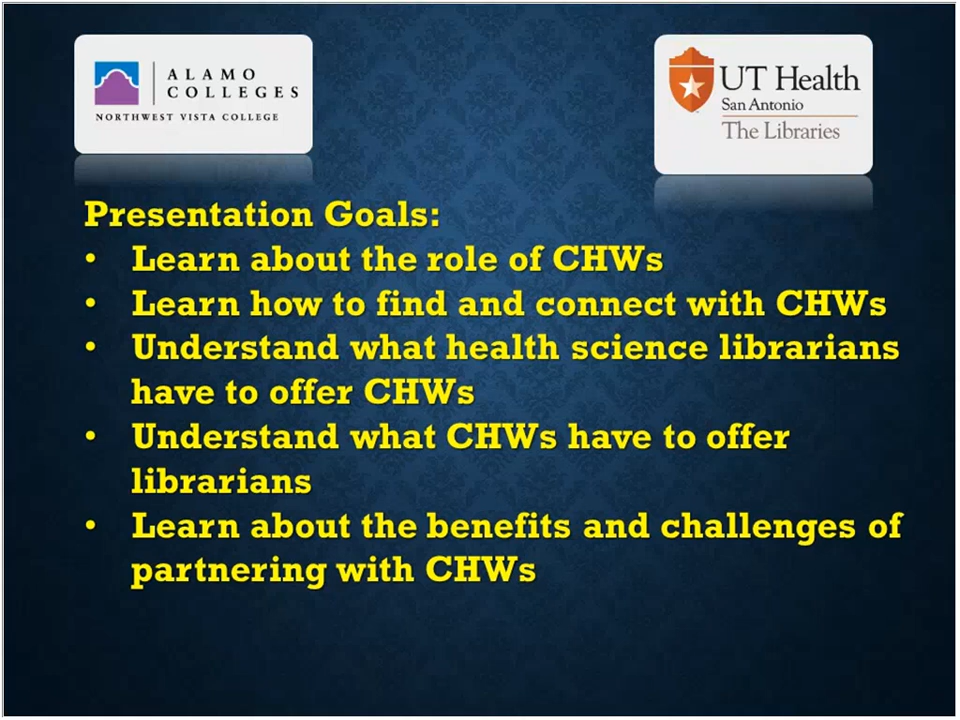 ALAMO
COLLEGES
NORTHWEST VISTA COLLEGE
UT Health
San Antonio
The Libraries
Presentation Goals:
• Learn about the role of CHWs
• Learn how to find and connect with CHWs
• Understand what health science librarians
have to offer CHWs
• Understand what CHWs have to offer
librarians
• Learn about the benefits and challenges of
partnering with CHWs